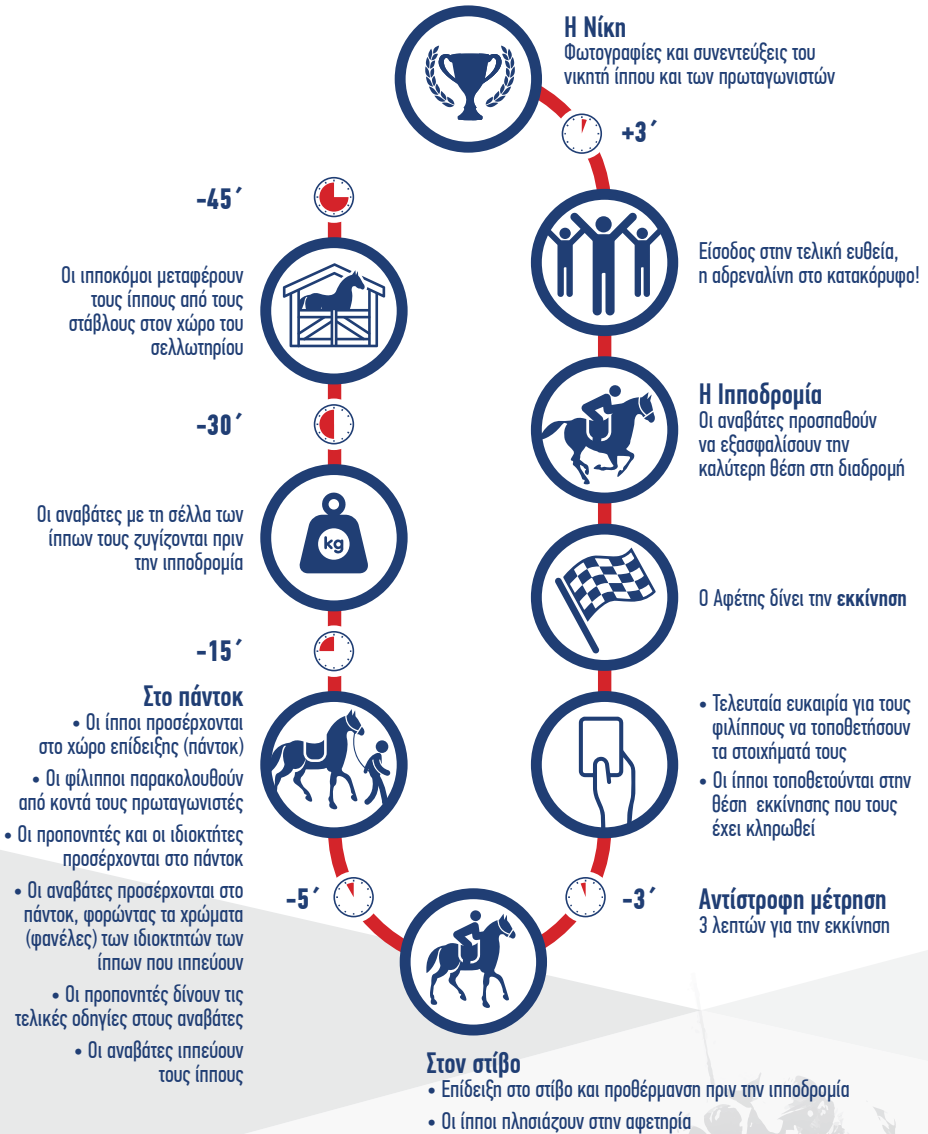 -45΄
Οι ιπποκόμοι μεταφέρουν
τους ίππους από τους
στάβλους στον χώρο του
σελλωτηρίου
-30΄
Οι αναβάτες με τη σέλλα των
ίππων τους ζυγίζονται πριν
την ιπποδρομία
kg
-15΄
Στο πάντοκ
• Οι ίπποι προσέρχονται
στο χώρο επίδειξης (πάντοκ)
• Οι φίλιπποι παρακολουθούν
από κοντά τους πρωταγωνιστές
• Οι προπονητές και οι ιδιοκτήτες
προσέρχονται στο πάντοκ
• Οι αναβάτες προσέρχονται στο
πάντοκ, φορώντας τα χρώματα
(φανέλες) των ιδιοκτητών των
ίππων που ιππεύουν
• Οι προπονητές δίνουν τις
τελικές οδηγίες στους αναβάτες
• Οι αναβάτες ιππεύουν
τους ίππους
-5΄
Στον στίβο
• Επίδειξη στο στίβο και προθέρμανση πριν την ιπποδρομία
• Οι ίπποι πλησιάζουν στην αφετηρία
-3΄
Αντίστροφη μέτρηση
3 λεπτών για την εκκίνηση
• Τελευταία ευκαιρία για τους
φιλίππους να τοποθετήσουν
τα στοιχήματά τους
• Οι ίπποι τοποθετούνται στην
θέση εκκίνησης που τους
έχει κληρωθεί
Ο Αφέτης δίνει την εκκίνηση
Η Ιπποδρομία
Οι αναβάτες προσπαθούν
να εξασφαλίσουν την
καλύτερη θέση στη διαδρομή
Είσοδος στην τελική ευθεία,
η αδρεναλίνη στο κατακόρυφο!
+3΄
Η Νίκη
Φωτογραφίες και συνεντεύξεις του
νικητή ίππου και των πρωταγωνιστών